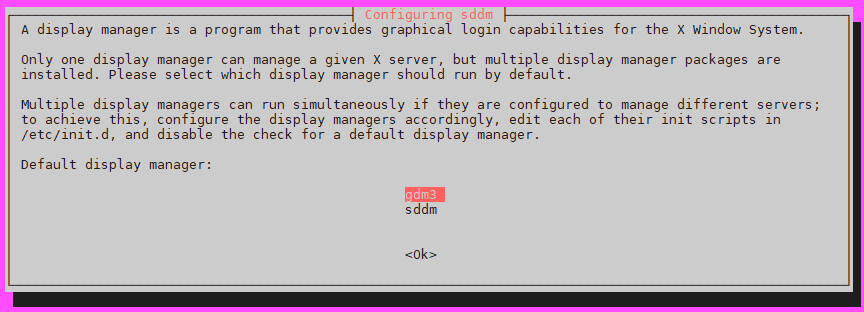 Configuring sddm
A display manager is a program that provides graphical login capabilities for the X Window System.
Only one display manager can manage a given X server, but multiple display manager packages are
installed. Please select which display manager should run by default.
Multiple display managers can run simultaneously if they are configured to manage different servers;
to achieve this, configure the display managers accordingly, edit each of their init scripts in
/etc/init.d, and disable the check for a default display manager.
Default display manager:
gdm3
sddm
<Ok>